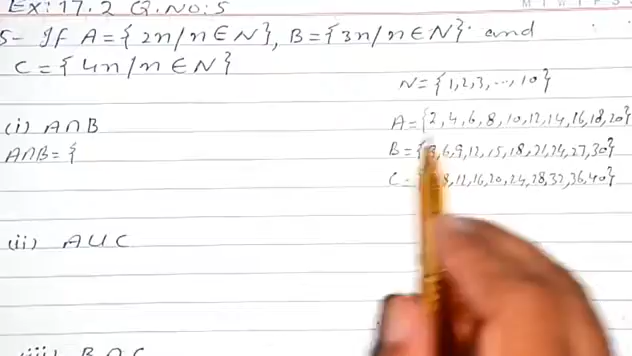 Ex: 17.2 Q.No: 5
5- If A = { 2n / n ∈ N }, B = { 3n / n ∈ N } and
C = { 4n / n ∈ N }
N = {1,2,3, ..., 10}
(i) A ∩ B
A = {2, 4, 6, 8, 10, 12, 14, 16, 18, 20}
A ∩ B = {
B = {3, 6, 9, 12, 15, 18, 21, 24, 27, 30}
C = 8, 12, 16, 20, 24, 28, 32, 36, 40}
(ii) A ∪ C
(iii) B ∩ C